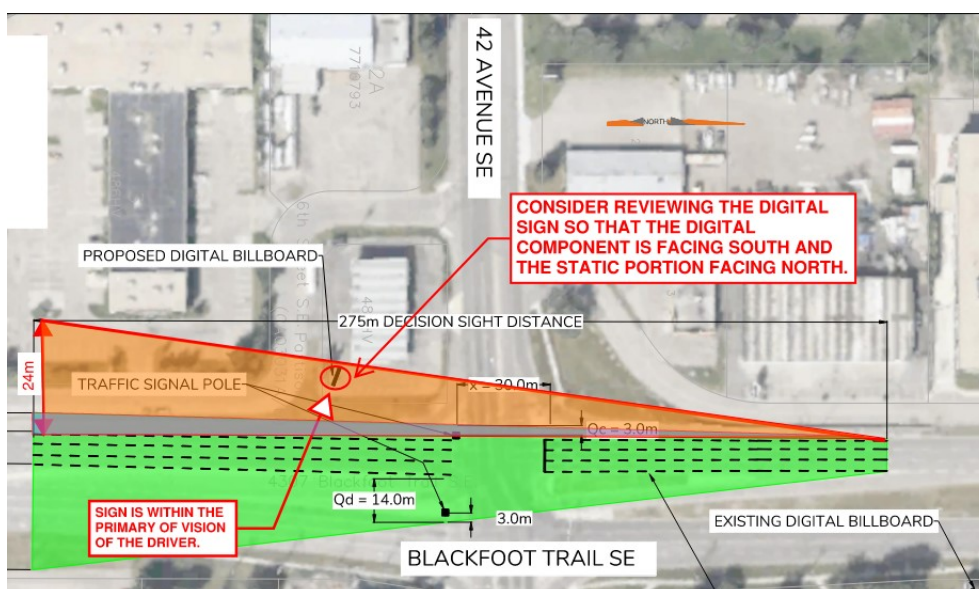 42 AVENUE SE
2A
7710793
NORTH
CONSIDER REVIEWING THE DIGITAL
SIGN SO THAT THE DIGITAL
COMPONENT IS FACING SOUTH AND
THE STATIC PORTION FACING NORTH.
PROPOSED DIGITAL BILLBOARD
275m DECISION SIGHT DISTANCE
24m
TRAFFIC SIGNAL POLE
x = 30.0m
Qc = 3.0m
Qd = 14.0m
3.0m
SIGN IS WITHIN THE
PRIMARY OF VISION
OF THE DRIVER.
EXISTING DIGITAL BILLBOARD
BLACKFOOT TRAIL SE